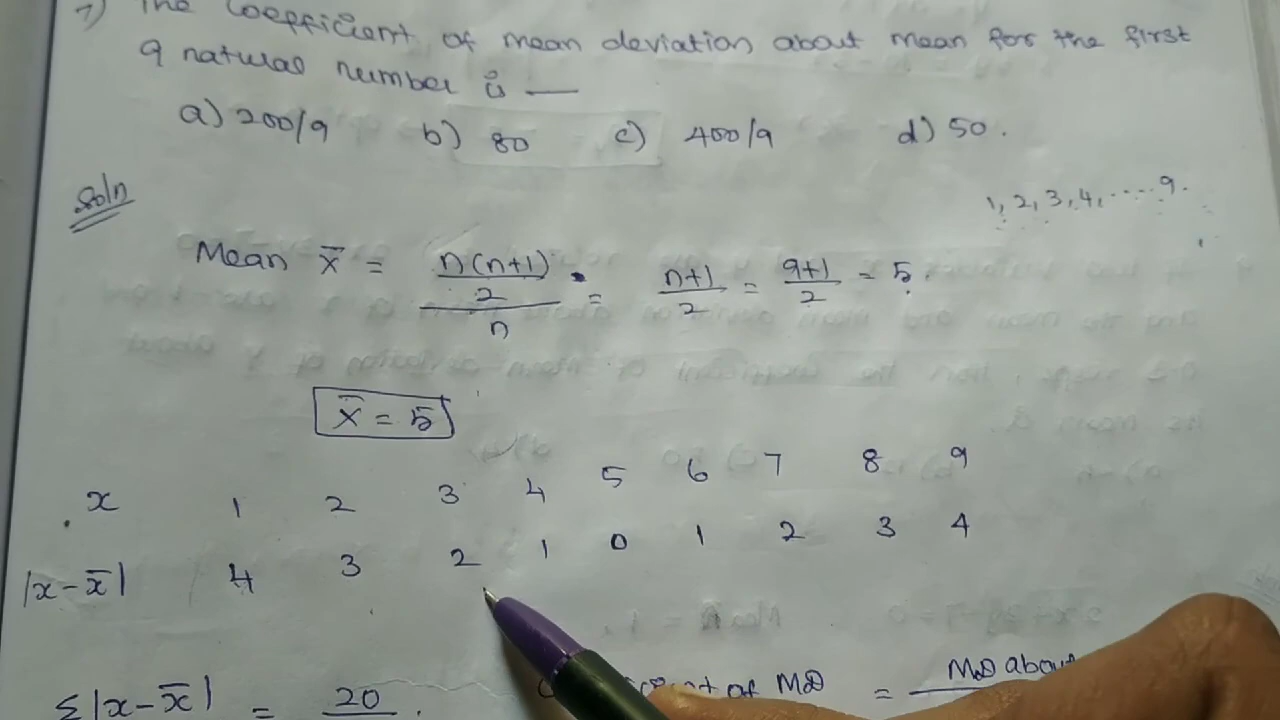 7) The Coefficient of mean deviation about mean for the first
9 natural number is —
a) 200/9 b) 80 c) 400/9 d) 50.
Soln
1, 2, 3, 4, .... 9.
Mean x̄ = (n(n+1)/2)/n = n+1/2 = 9+1/2 = 5.
x̄ = 5
x 1 2 3 4 5 6 7 8 9
|x-x̄| 4 3 2 1 0 1 2 3 4
Σ|x-x̄| = 20 of MD = MD about